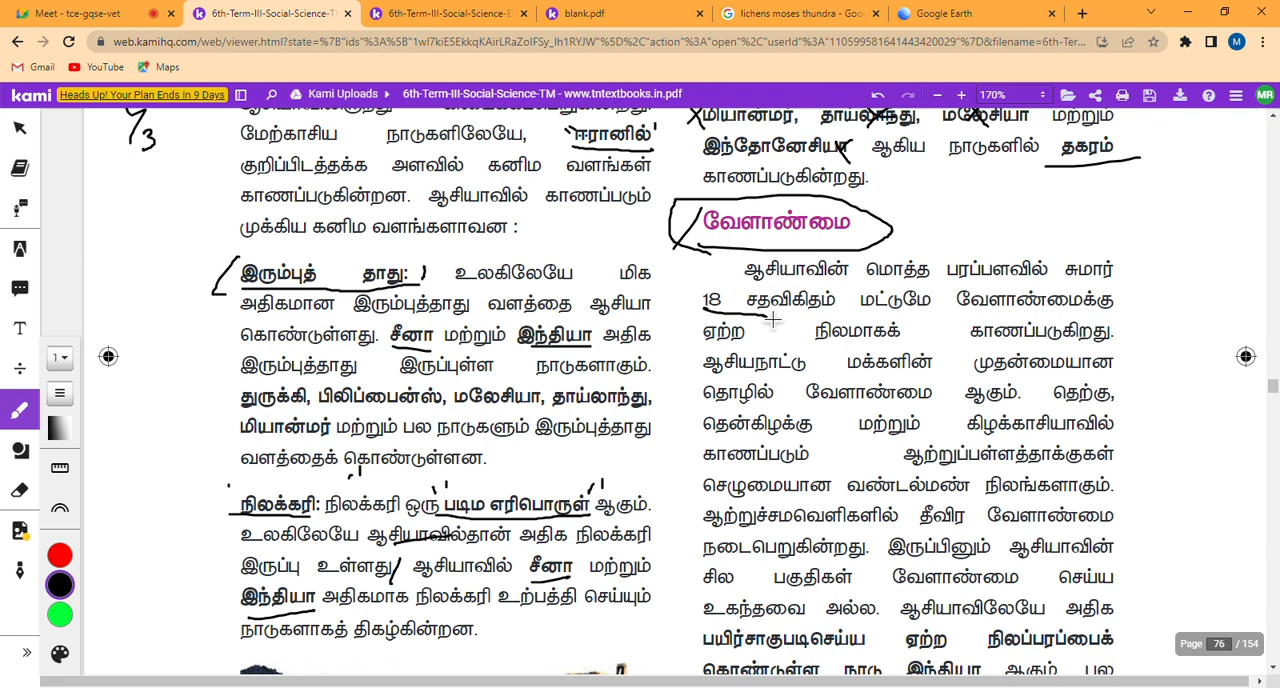 Meet - tce-gqse-vet
6th-Term-III-Social-Science-T
6th-Term-III-Social-Science-E
blank.pdf
lichens moses thundra - Goo
Google Earth
web.kamihq.com/web/viewer.html?state=%7B"ids"%3A%5B"1wl7kiE5EkkqKAirLRaZoIFSy_Ih1RYJW"%5D%2C"action"%3A"open"%2C"userId"%3A"110599581641443420029"%7D&filename=6th-Ter...
Gmail YouTube Maps
kami Heads Up! Your Plan Ends In 9 Days Kami Uploads 6th-Term-III-Social-Science-TM - www.tntextbooks.in.pdf 170%
மேற்காசிய நாடுகளிலேயே, ஈரானில்
குறிப்பிடத்தக்க அளவில் கனிம வளங்கள்
காணப்படுகின்றன. ஆசியாவில் காணப்படும்
முக்கிய கனிம வளங்களாவன :
இரும்புத் தாது: உலகிலேயே மிக
அதிகமான இரும்புத்தாது வளத்தை ஆசியா
கொண்டுள்ளது. சீனா மற்றும் இந்தியா அதிக
இரும்புத்தாது இருப்புள்ள நாடுகளாகும்.
துருக்கி, பிலிப்பைன்ஸ், மலேசியா, தாய்லாந்து,
மியான்மர் மற்றும் பல நாடுகளும் இரும்புத்தாது
வளத்தைக் கொண்டுள்ளன.
நிலக்கரி: நிலக்கரி ஒரு படிம எரிபொருள் ஆகும்.
உலகிலேயே ஆசியாவில்தான் அதிக நிலக்கரி
இருப்பு உள்ளது ஆசியாவில் சீனா மற்றும்
இந்தியா அதிகமாக நிலக்கரி உற்பத்தி செய்யும்
நாடுகளாகத் திகழ்கின்றன.
மியான்மர், தாய்லாந்து, மலேசியா மற்றும்
இந்தோனேசியா ஆகிய நாடுகளில் தகரம்
காணப்படுகின்றது.
வேளாண்மை
ஆசியாவின் மொத்த பரப்பளவில் சுமார்
18 சதவிகிதம் மட்டுமே வேளாண்மைக்கு
ஏற்ற நிலமாகக் காணப்படுகிறது.
ஆசியநாட்டு மக்களின் முதன்மையான
தொழில் வேளாண்மை ஆகும். தெற்கு,
தென்கிழக்கு மற்றும் கிழக்காசியாவில்
காணப்படும் ஆற்றுப்பள்ளத்தாக்குகள்
செழுமையான வண்டல்மண் நிலங்களாகும்.
ஆற்றுச்சமவெளிகளில் தீவிர வேளாண்மை
நடைபெறுகின்றது. இருப்பினும் ஆசியாவின்
சில பகுதிகள் வேளாண்மை செய்ய
உகந்தவை அல்ல. ஆசியாவிலேயே அதிக
பயிர்சாகுபடிசெய்ய ஏற்ற நிலப்பரப்பைக்
கொண்டுள்ள நாடு இந்தியா ஆகும் பல
Page 76 / 154